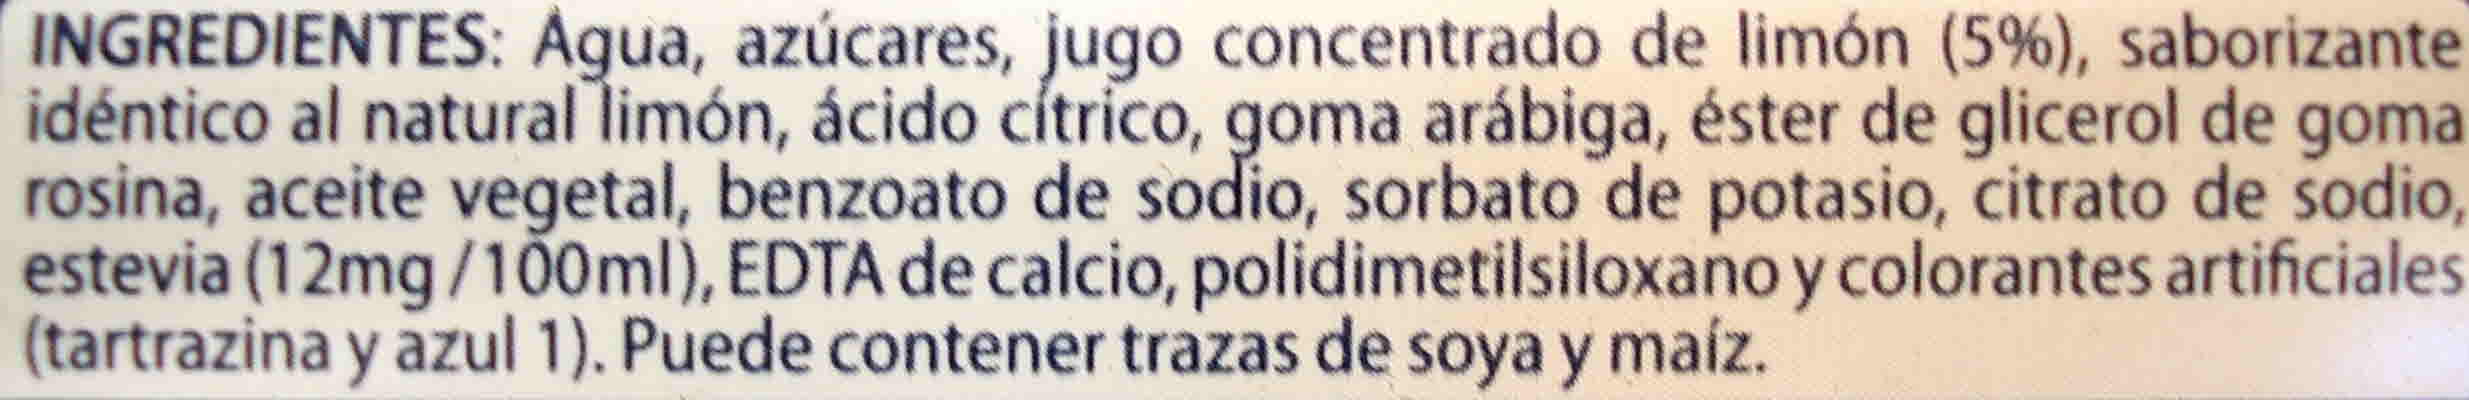 INGREDIENTES: Agua, azúcares, jugo concentrado de limón (5%), saborizante
idéntico al natural limón, ácido cítrico, goma arábiga, éster de glicerol de goma
rosina, aceite vegetal, benzoato de sodio, sorbato de potasio, citrato de sodio,
estevia (12mg /100ml), EDTA de calcio, polidimetilsiloxano y colorantes artificiales
(tartrazina y azul 1). Puede contener trazas de soya y maíz.